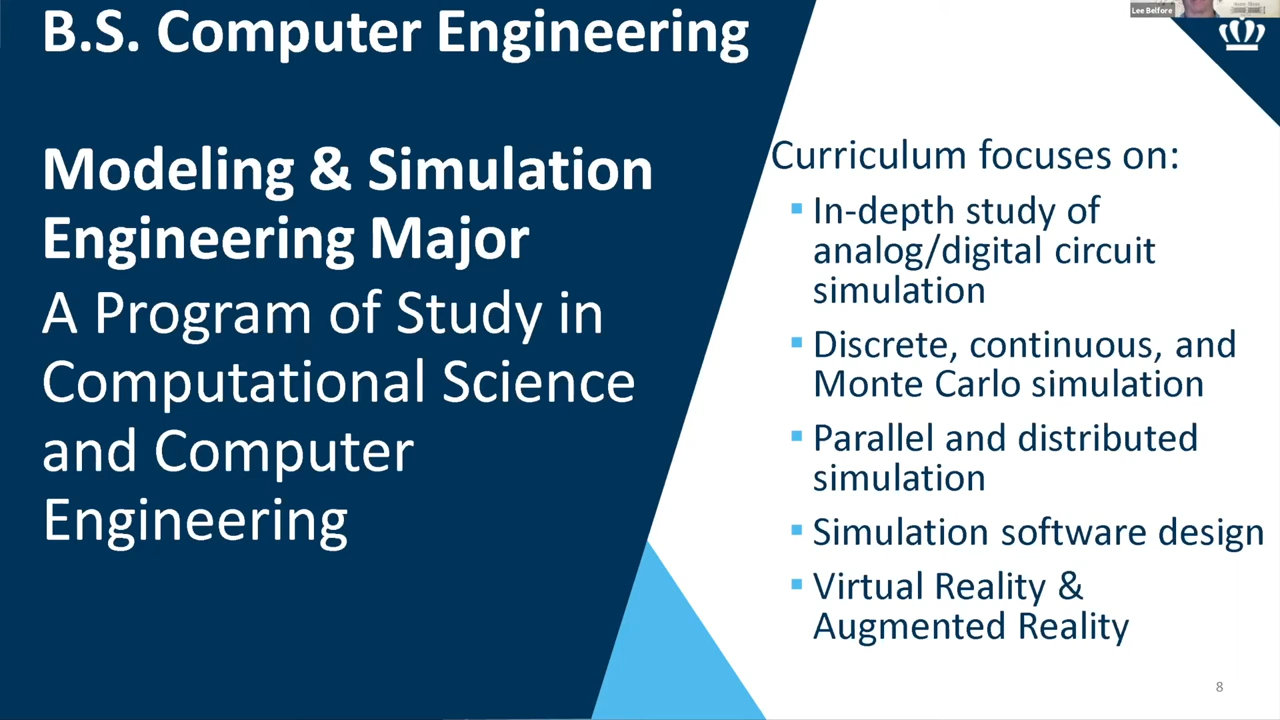 B.S. Computer Engineering
Lee Belfore
Modeling & Simulation
Engineering Major
A Program of Study in
Computational Science
and Computer
Engineering
Curriculum focuses on:
In-depth study of
analog/digital circuit
simulation
Discrete, continuous, and
Monte Carlo simulation
Parallel and distributed
simulation
Simulation software design
Virtual Reality &
Augmented Reality
8